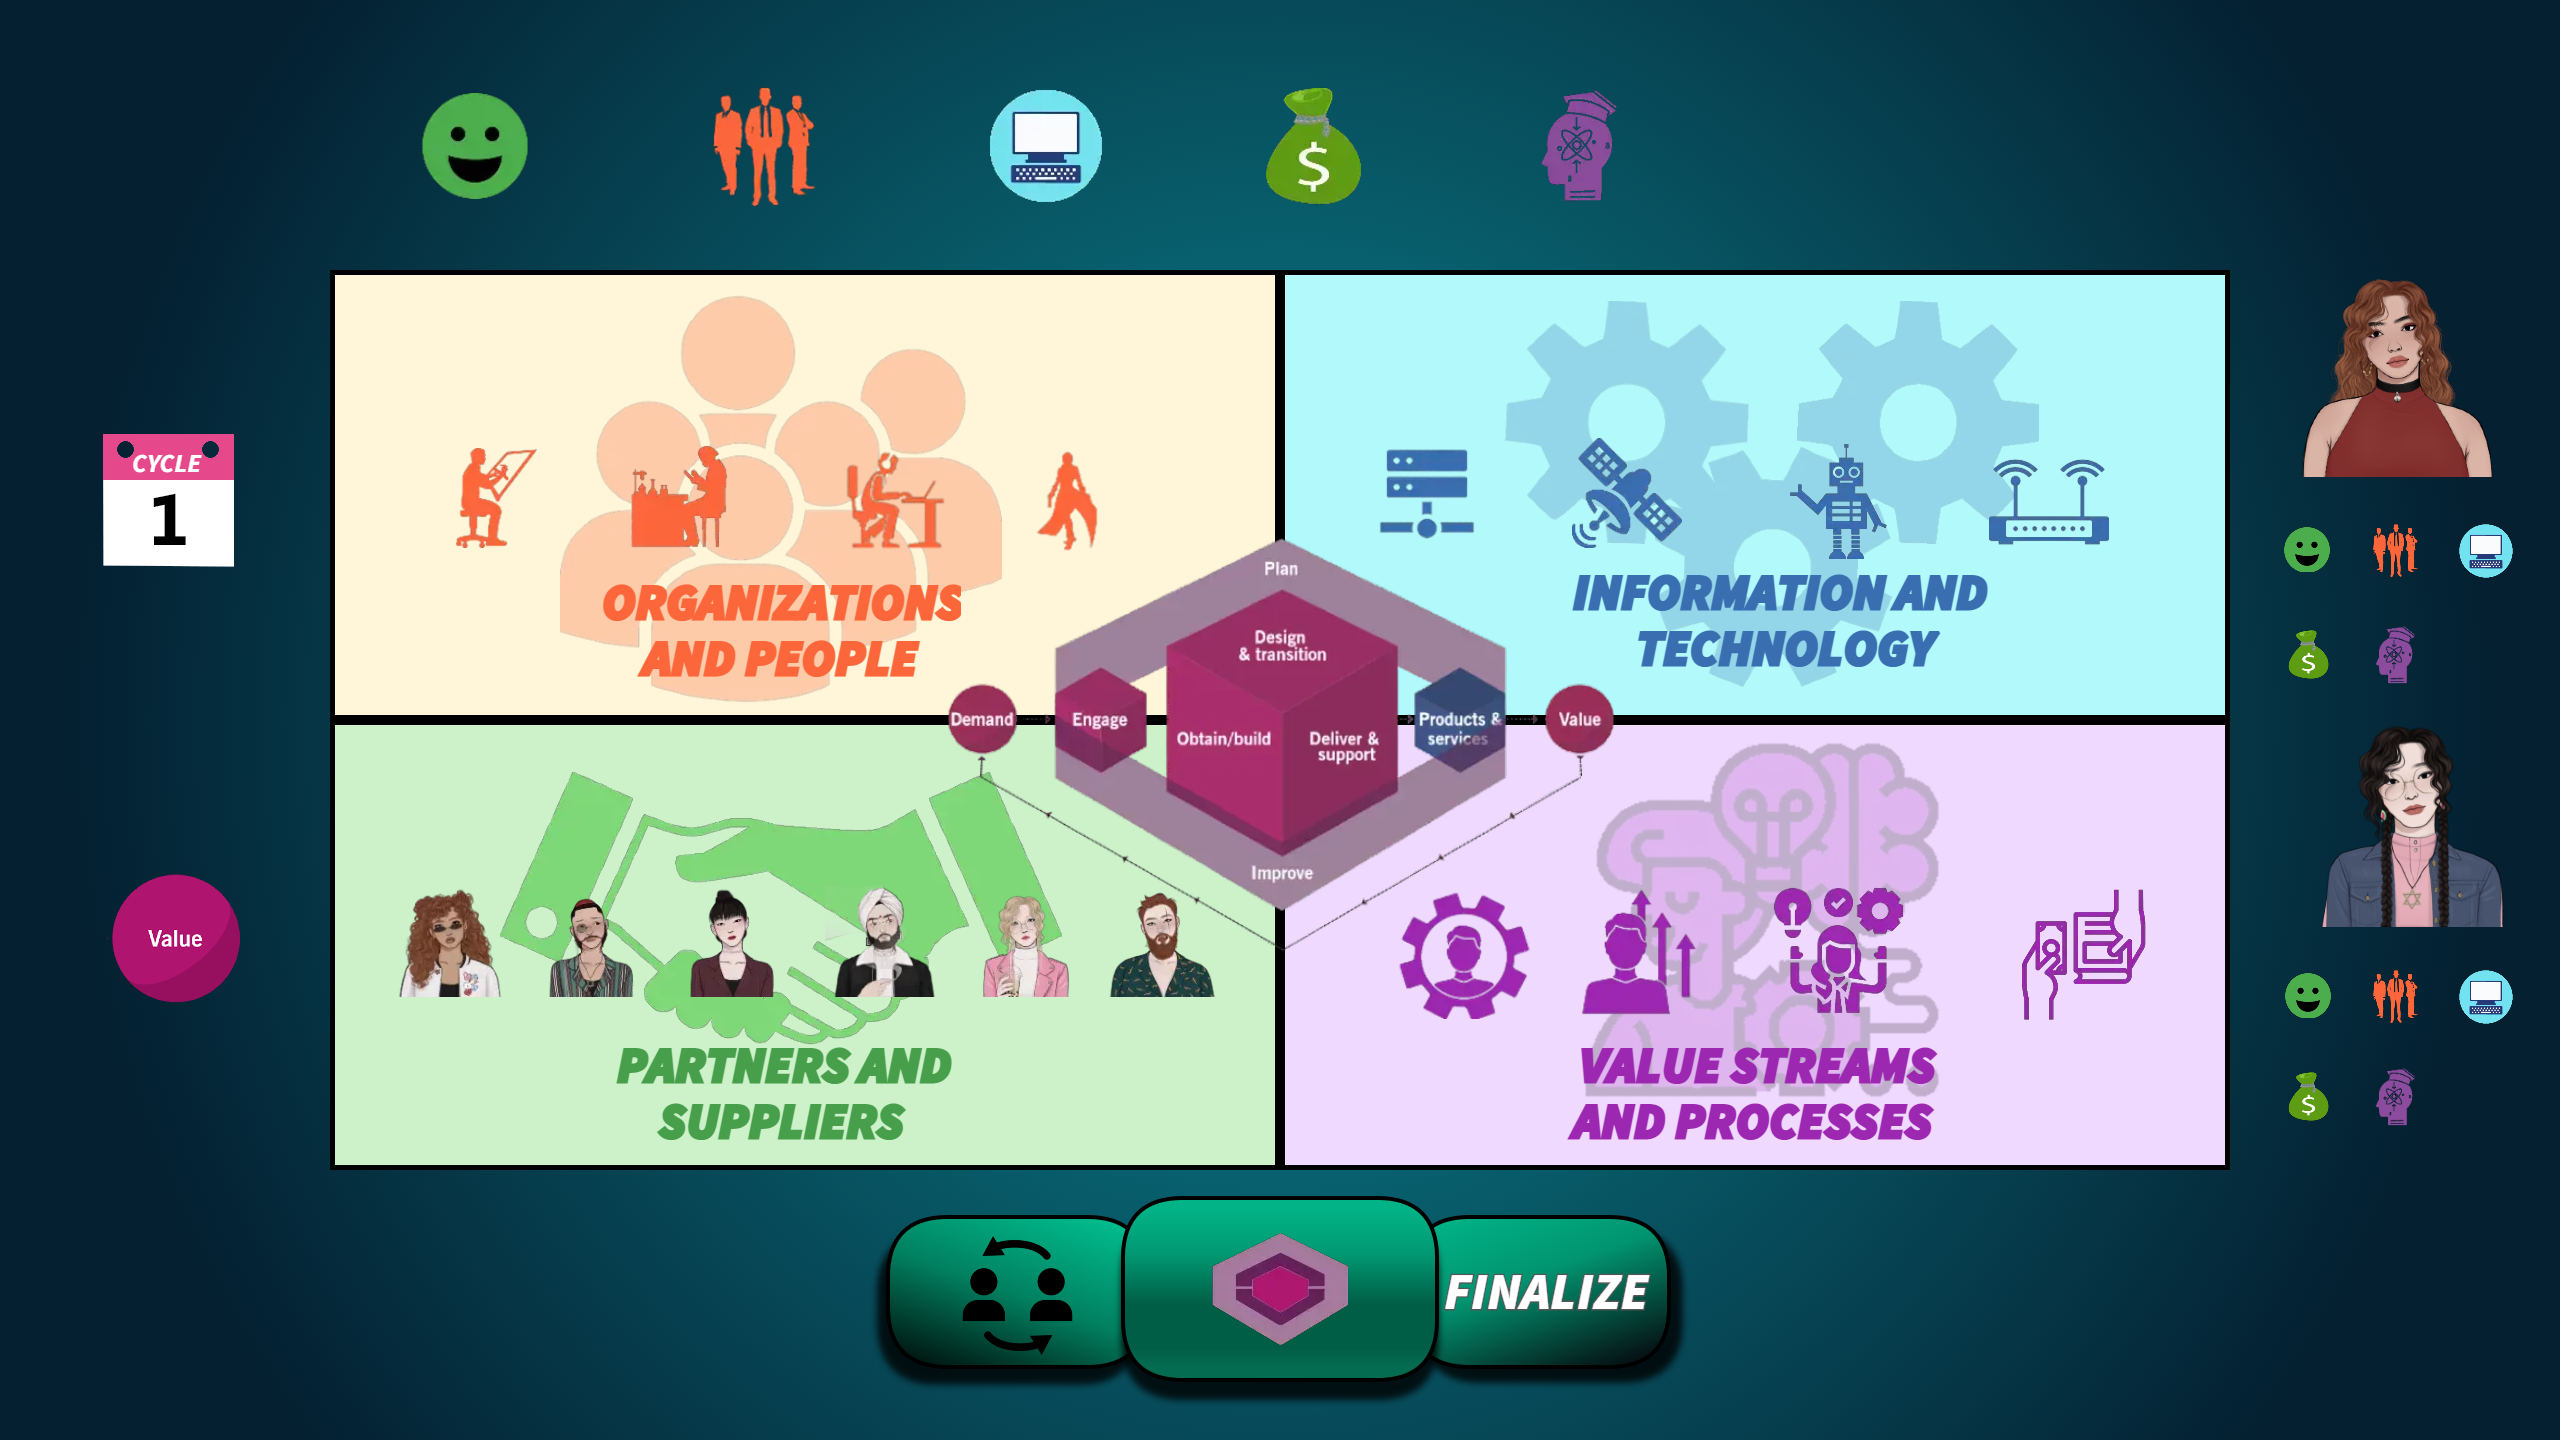 $
CYCLE
1
ORGANIZATIONS
AND PEOPLE
INFORMATION AND
TECHNOLOGY
Plan
Design
& transition
Demand
Engage
Obtain/build
Deliver &
support
Products &
services
Value
Improve
$
Value
PARTNERS AND
SUPPLIERS
VALUE STREAMS
AND PROCESSES
$
FINALIZE